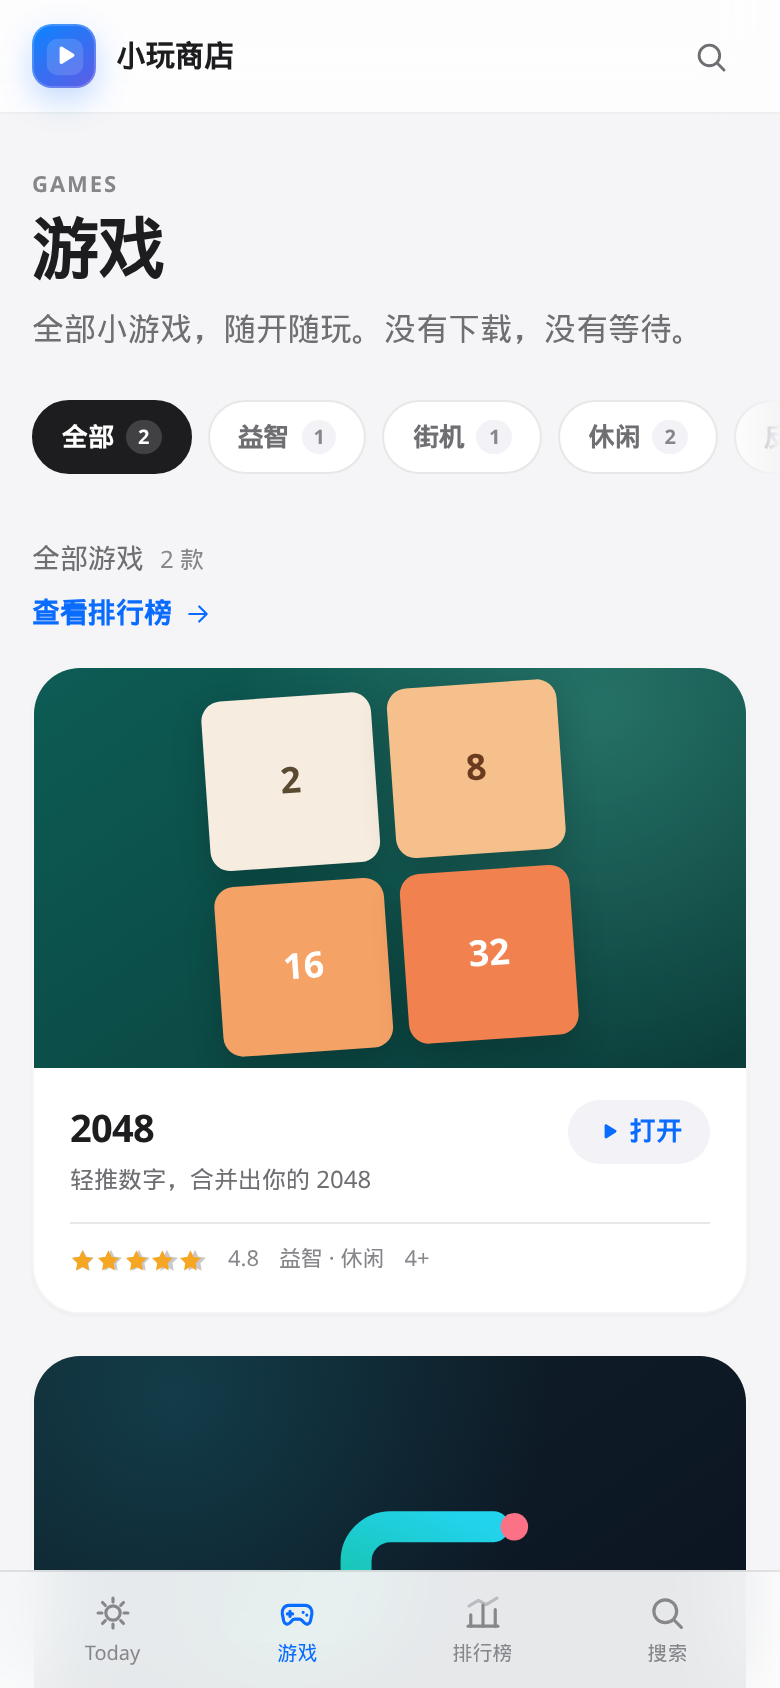 小玩商店
GAMES
游戏
全部小游戏，随开随玩。没有下载，没有等待。
全部 2 益智 1 街机 1 休闲 2
全部游戏 2 款
查看排行榜 →
2 8
16 32
2048
打开
轻推数字，合并出你的 2048
4.8 益智 · 休闲 4+
Today 游戏 排行榜 搜索